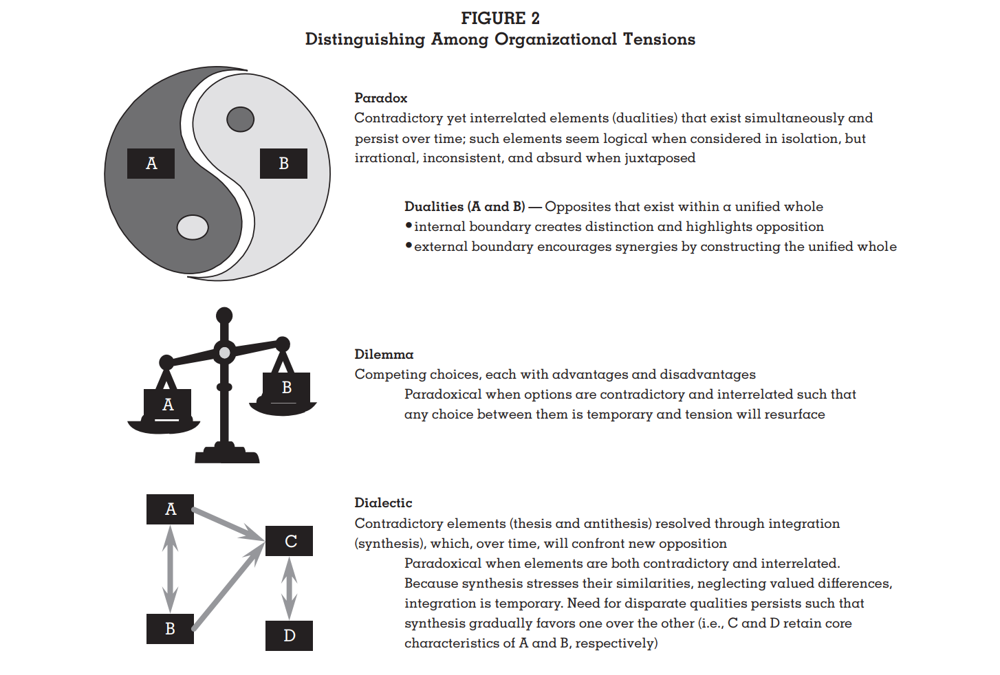 FIGURE 2
Distinguishing Among Organizational Tensions
A
B
Paradox
Contradictory yet interrelated elements (dualities) that exist simultaneously and
persist over time; such elements seem logical when considered in isolation, but
irrational, inconsistent, and absurd when juxtaposed
Dualities (A and B) — Opposites that exist within a unified whole
•internal boundary creates distinction and highlights opposition
•external boundary encourages synergies by constructing the unified whole
A
B
Dilemma
Competing choices, each with advantages and disadvantages
Paradoxical when options are contradictory and interrelated such that
any choice between them is temporary and tension will resurface
A
B
C
D
Dialectic
Contradictory elements (thesis and antithesis) resolved through integration
(synthesis), which, over time, will confront new opposition
Paradoxical when elements are both contradictory and interrelated.
Because synthesis stresses their similarities, neglecting valued differences,
integration is temporary. Need for disparate qualities persists such that
synthesis gradually favors one over the other (i.e., C and D retain core
characteristics of A and B, respectively)